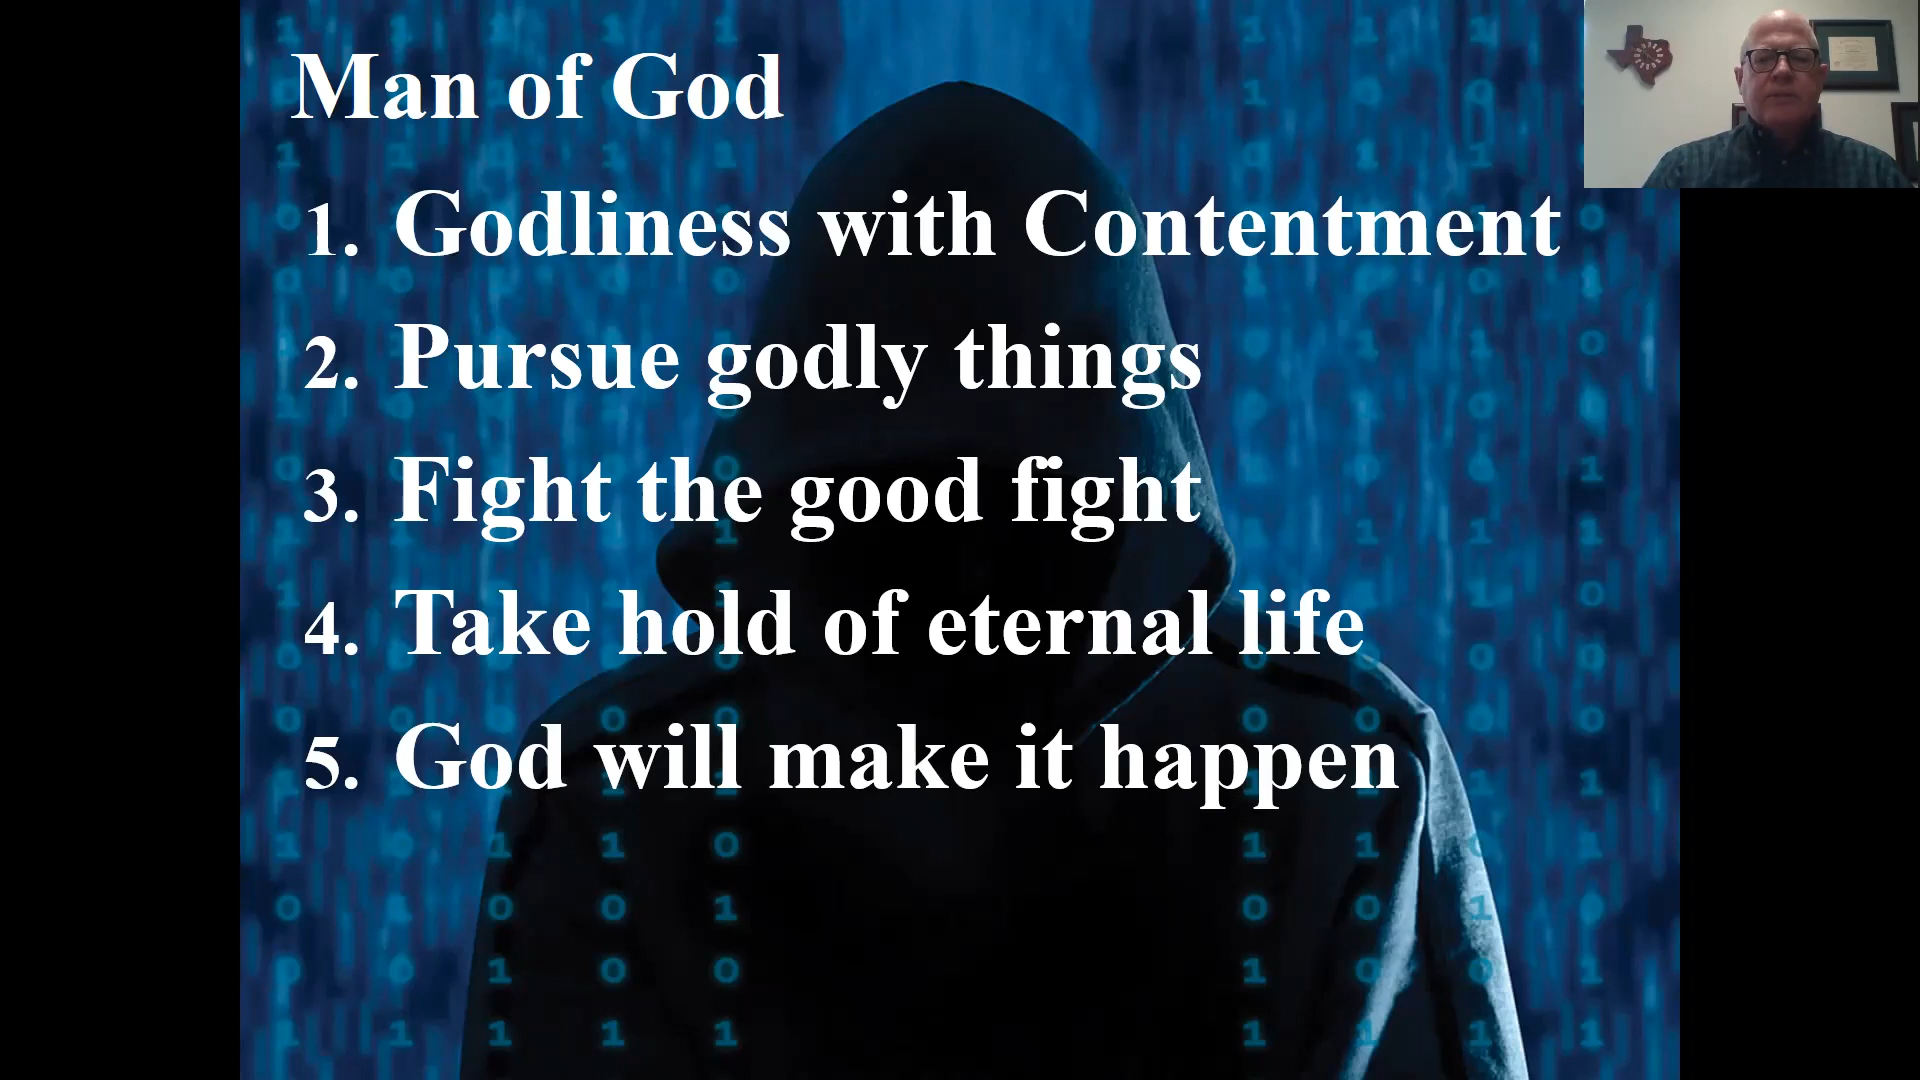 Man of God
1. Godliness with Contentment
2. Pursue godly things
3. Fight the good fight
4. Take hold of eternal life
5. God will make it happen